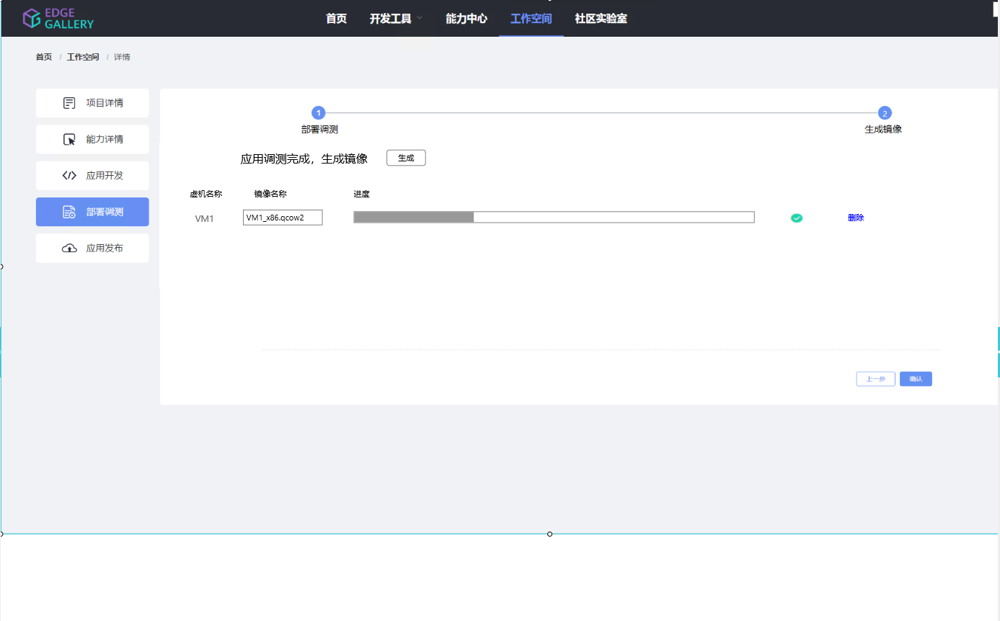 EDGE
GALLERY
首页 开发工具 能力中心 工作空间 社区实验室
首页 / 工作空间 / 详情
项目详情
能力详情
应用开发
部署调测
应用发布
1
部署调测
2
生成镜像
应用调测完成，生成镜像 生成
虚机名称 镜像名称 进度
VM1 VM1_x86.qcow2 删除
上一步 确认